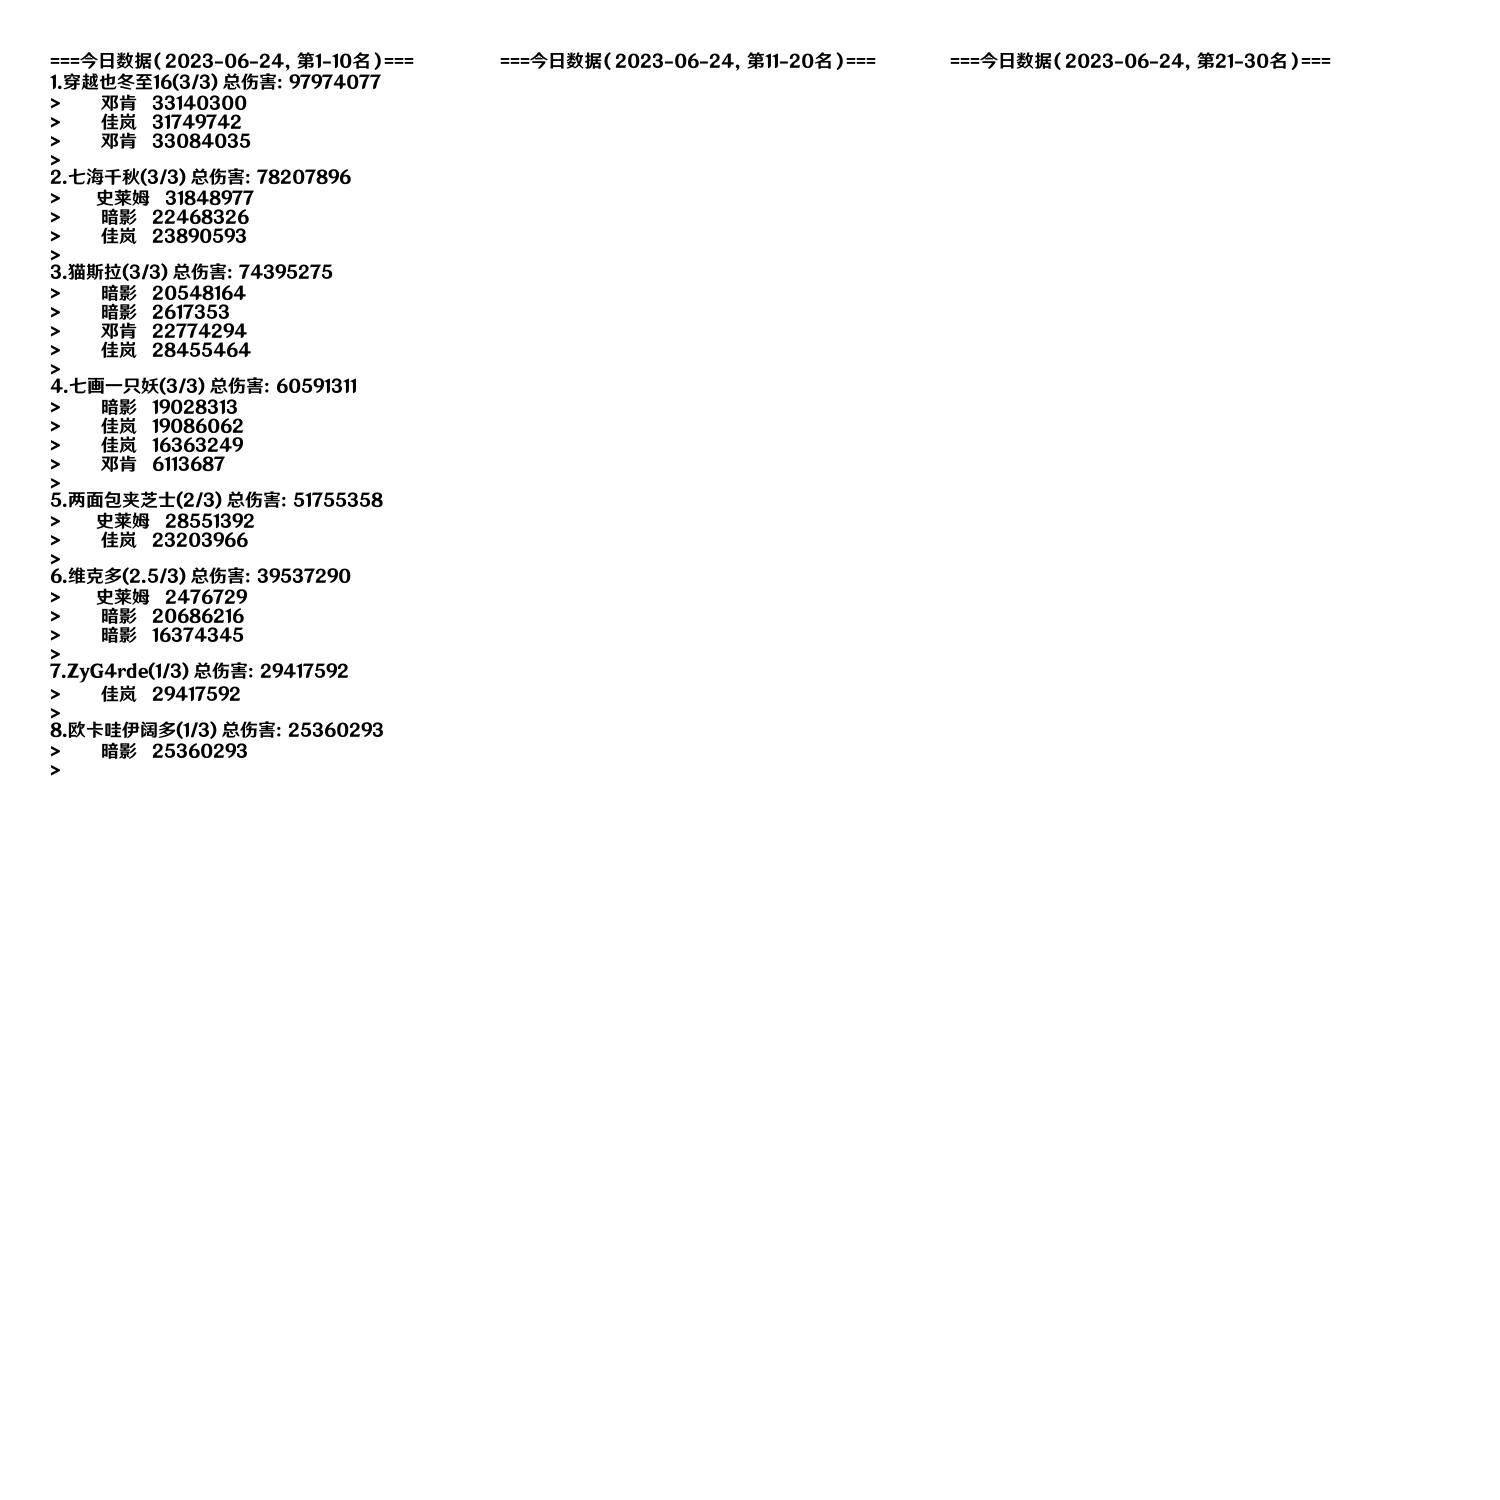 ===今日数据(2023-06-24, 第1-10名)===
1.穿越也冬至16(3/3) 总伤害: 97974077
> 邓肯 33140300
> 佳岚 31749742
> 邓肯 33084035
>
2.七海千秋(3/3) 总伤害: 78207896
> 史莱姆 31848977
> 暗影 22468326
> 佳岚 23890593
>
3.猫斯拉(3/3) 总伤害: 74395275
> 暗影 20548164
> 暗影 2617353
> 邓肯 22774294
> 佳岚 28455464
>
4.七画一只妖(3/3) 总伤害: 60591311
> 暗影 19028313
> 佳岚 19086062
> 佳岚 16363249
> 邓肯 6113687
>
5.两面包夹芝士(2/3) 总伤害: 51755358
> 史莱姆 28551392
> 佳岚 23203966
>
6.维克多(2.5/3) 总伤害: 39537290
> 史莱姆 2476729
> 暗影 20686216
> 暗影 16374345
>
7.ZyG4rde(1/3) 总伤害: 29417592
> 佳岚 29417592
>
8.欧卡哇伊阔多(1/3) 总伤害: 25360293
> 暗影 25360293
>
===今日数据(2023-06-24, 第11-20名)===
===今日数据(2023-06-24, 第21-30名)===